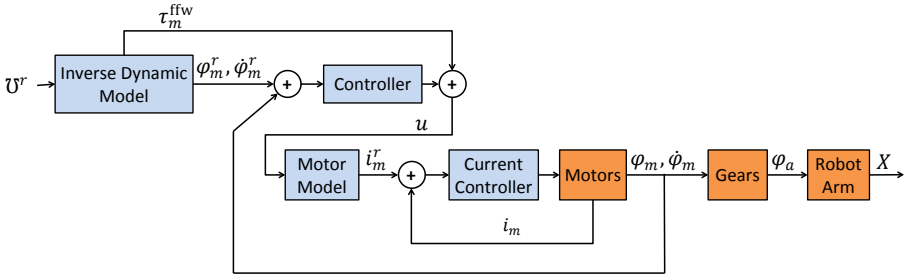 τ_m^ffw
℧^r
Inverse Dynamic
Model
φ_m^r, φ̇_m^r
+
Controller
+
u
Motor
Model
i_m^r
+
Current
Controller
Motors
φ_m, φ̇_m
Gears
φ_a
Robot
Arm
X
i_m